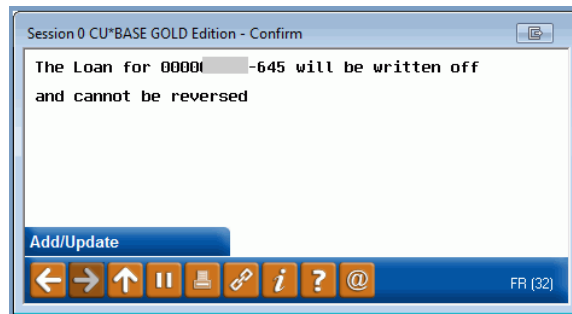 Session 0 CU*BASE GOLD Edition - Confirm
The Loan for 0000 -645 will be written off
and cannot be reversed
Add/Update
i ? @
FR (32)